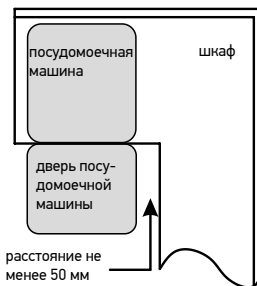 посудомоечная
машина
шкаф
дверь посу-
домоечной
машины
расстояние не
менее 50 мм